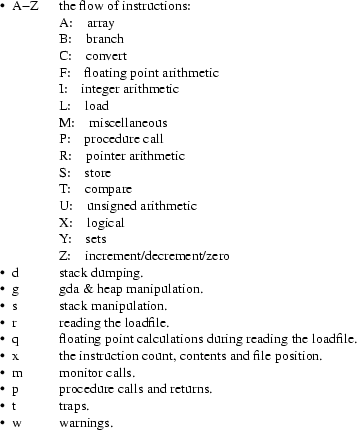 • A–Z the flow of instructions:
A: array
B: branch
C: convert
F: floating point arithmetic
I: integer arithmetic
L: load
M: miscellaneous
P: procedure call
R: pointer arithmetic
S: store
T: compare
U: unsigned arithmetic
X: logical
Y: sets
Z: increment/decrement/zero
• d stack dumping.
• g gda & heap manipulation.
• s stack manipulation.
• r reading the loadfile.
• q floating point calculations during reading the loadfile.
• x the instruction count, contents and file position.
• m monitor calls.
• p procedure calls and returns.
• t traps.
• w warnings.